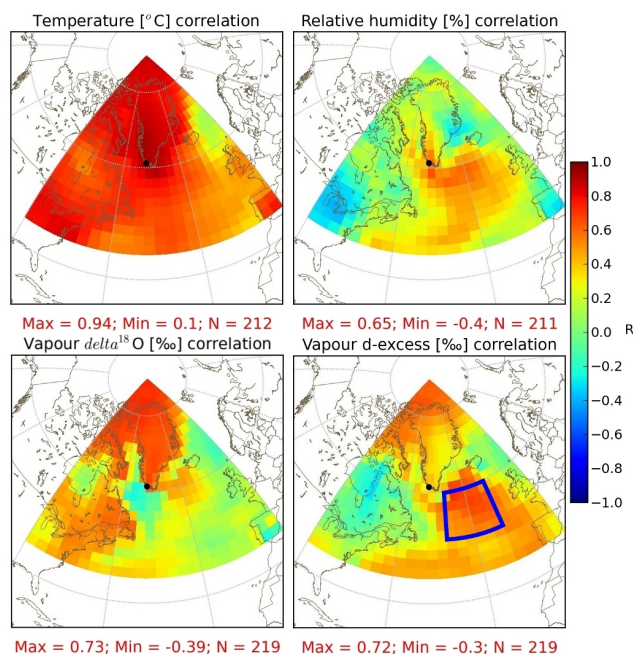 Temperature [°C] correlation
Relative humidity [%] correlation
Max = 0.94; Min = 0.1; N = 212
Max = 0.65; Min = -0.4; N = 211
Vapour delta¹⁸O [‰] correlation
Vapour d-excess [‰] correlation
Max = 0.73; Min = -0.39; N = 219
Max = 0.72; Min = -0.3; N = 219
1.0
0.8
0.6
0.4
0.2
0.0
−0.2
−0.4
−0.6
−0.8
−1.0
R